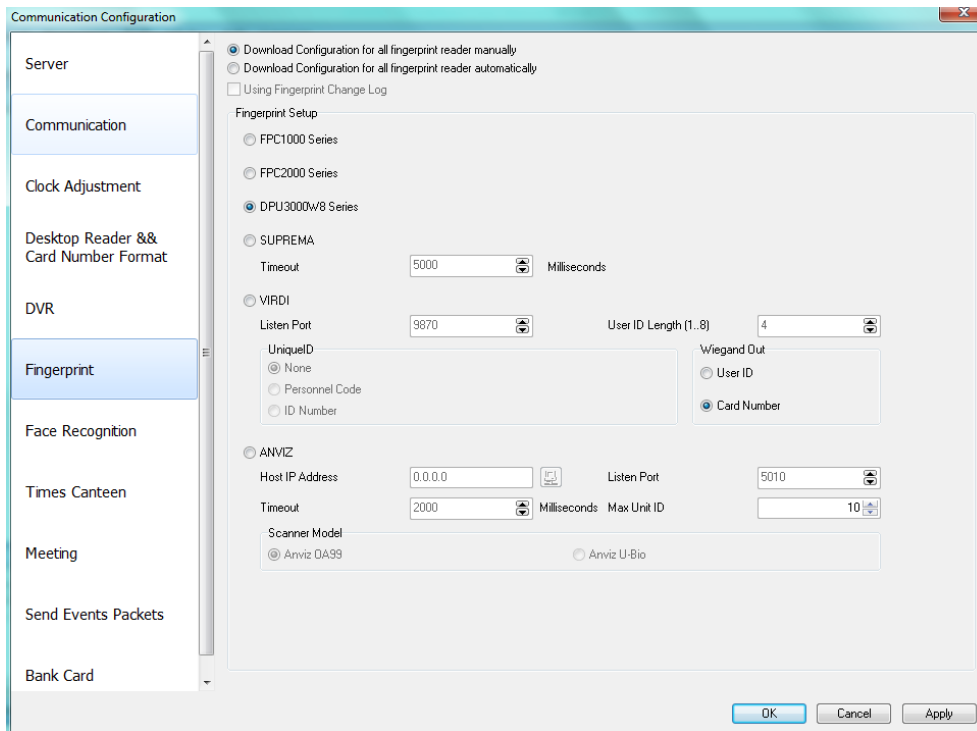 Communication Configuration
Server
Communication
Clock Adjustment
Desktop Reader &&
Card Number Format
DVR
Fingerprint
Face Recognition
Times Canteen
Meeting
Send Events Packets
Bank Card
Download Configuration for all fingerprint reader manually
Download Configuration for all fingerprint reader automatically
Using Fingerprint Change Log
Fingerprint Setup
FPC1000 Series
FPC2000 Series
DPU3000W8 Series
SUPREMA
Timeout 5000 Milliseconds
VIRDI
Listen Port 9870 User ID Length (1..8) 4
UniqueID
None
Personnel Code
ID Number
Wiegand Out
User ID
Card Number
ANVIZ
Host IP Address 0.0.0.0 Listen Port 5010
Timeout 2000 Milliseconds Max Unit ID 10
Scanner Model
Anviz OA99 Anviz U-Bio
OK Cancel Apply